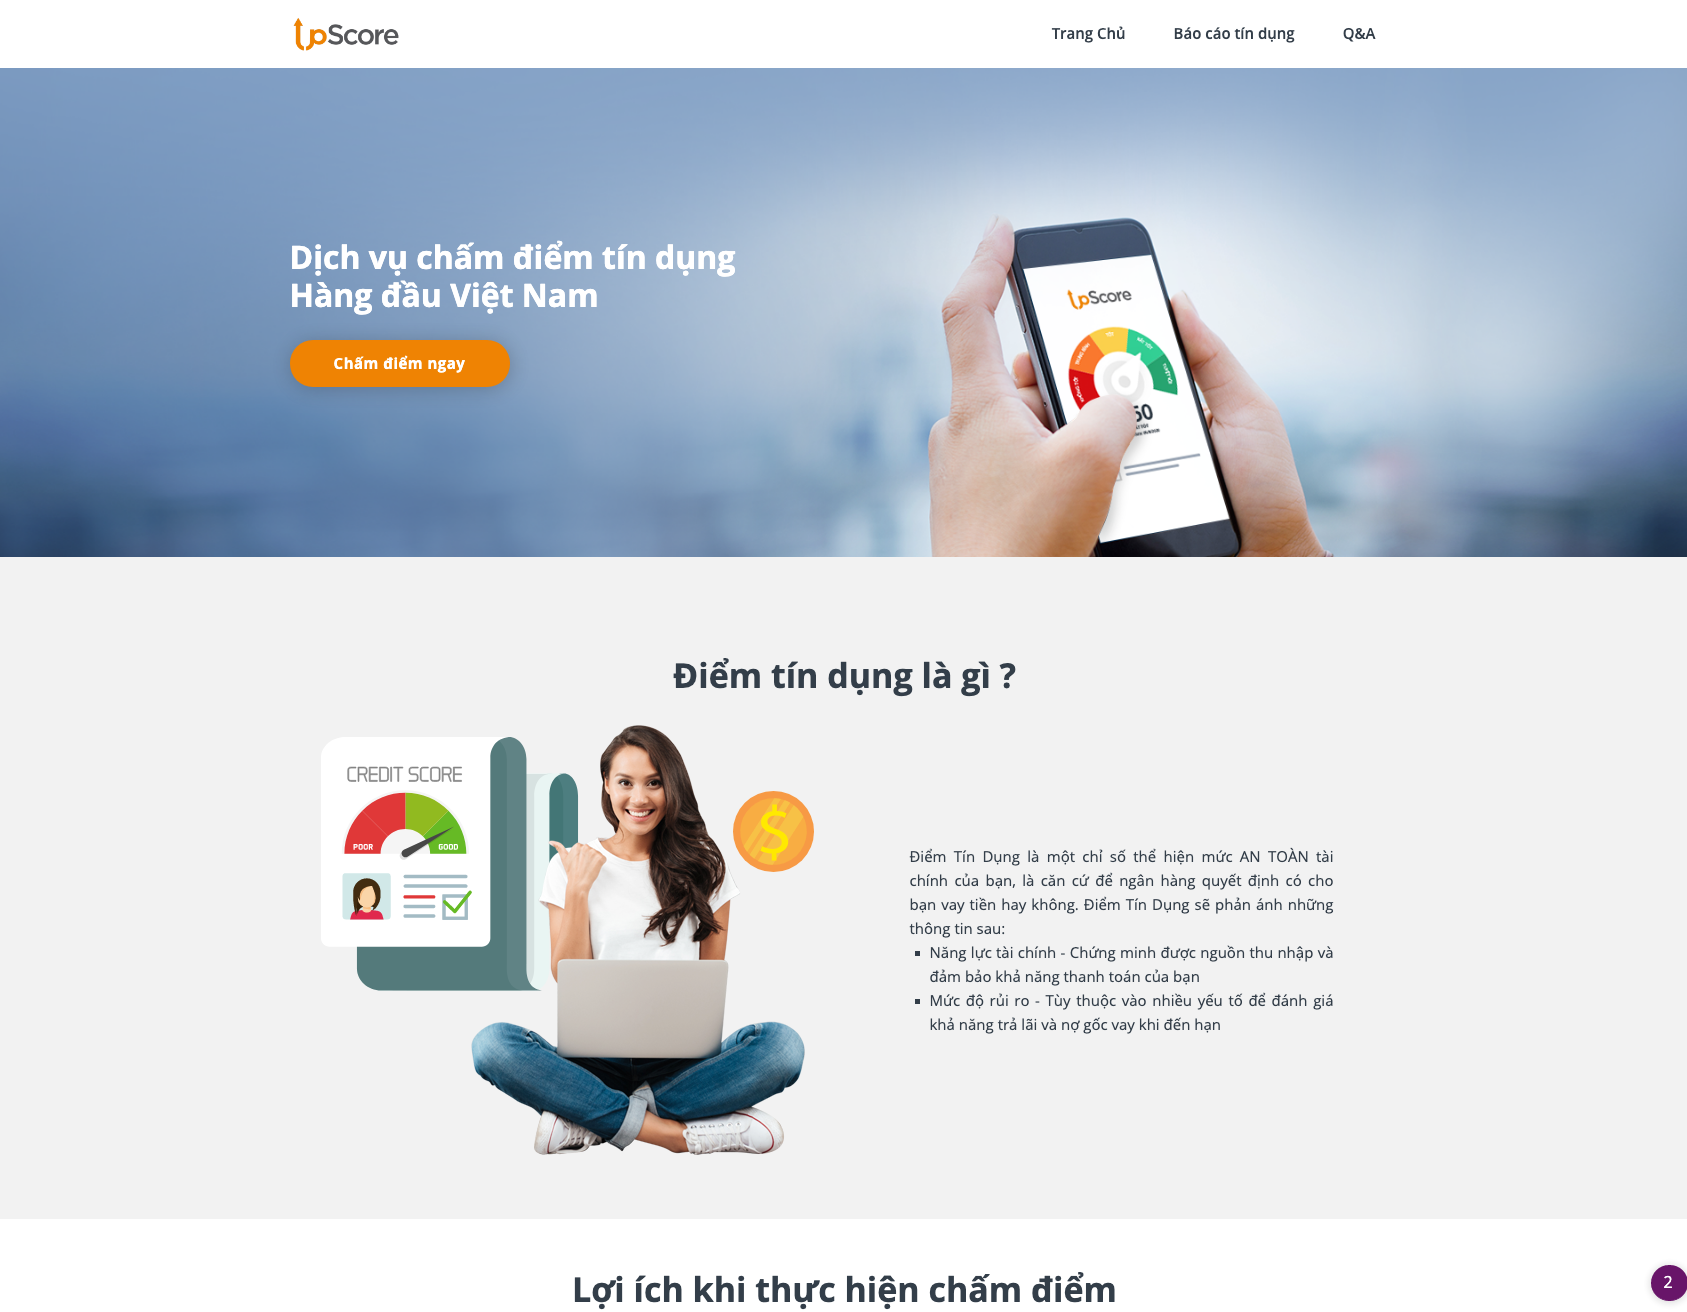 UpScore
Trang Chủ
Báo cáo tín dụng
Q&A
Dịch vụ chấm điểm tín dụng
Hàng đầu Việt Nam
Chấm điểm ngay
UpScore
50
Điểm tín dụng là gì ?
CREDIT SCORE
POOR
GOOD
Điểm Tín Dụng là một chỉ số thể hiện mức AN TOÀN tài
chính của bạn, là căn cứ để ngân hàng quyết định có cho
bạn vay tiền hay không. Điểm Tín Dụng sẽ phản ánh những
thông tin sau:
Năng lực tài chính - Chứng minh được nguồn thu nhập và
đảm bảo khả năng thanh toán của bạn
Mức độ rủi ro - Tùy thuộc vào nhiều yếu tố để đánh giá
khả năng trả lãi và nợ gốc vay khi đến hạn
Lợi ích khi thực hiện chấm điểm
2